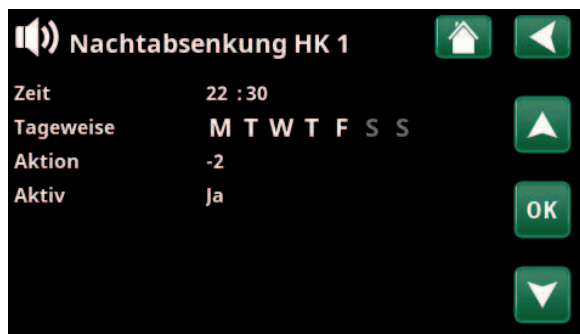 Nachtabsenkung HK 1
Zeit 22 :30
Tageweise M T W T F S S
Aktion -2
Aktiv Ja
OK